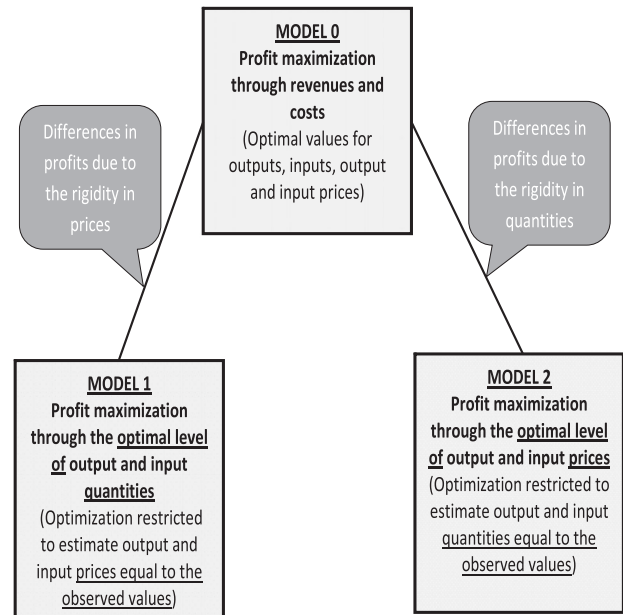 MODEL 0
Profit maximization
through revenues and
costs
(Optimal values for
outputs, inputs, output
and input prices)
Differences in
profits due to
the rigidity in
prices
Differences in
profits due to
the rigidity in
quantities
MODEL 1
Profit maximization
through the optimal level
of output and input
quantities
(Optimization restricted
to estimate output and
input prices equal to the
observed values)
MODEL 2
Profit maximization
through the optimal level
of output and input prices
(Optimization restricted to
estimate output and input
quantities equal to the
observed values)